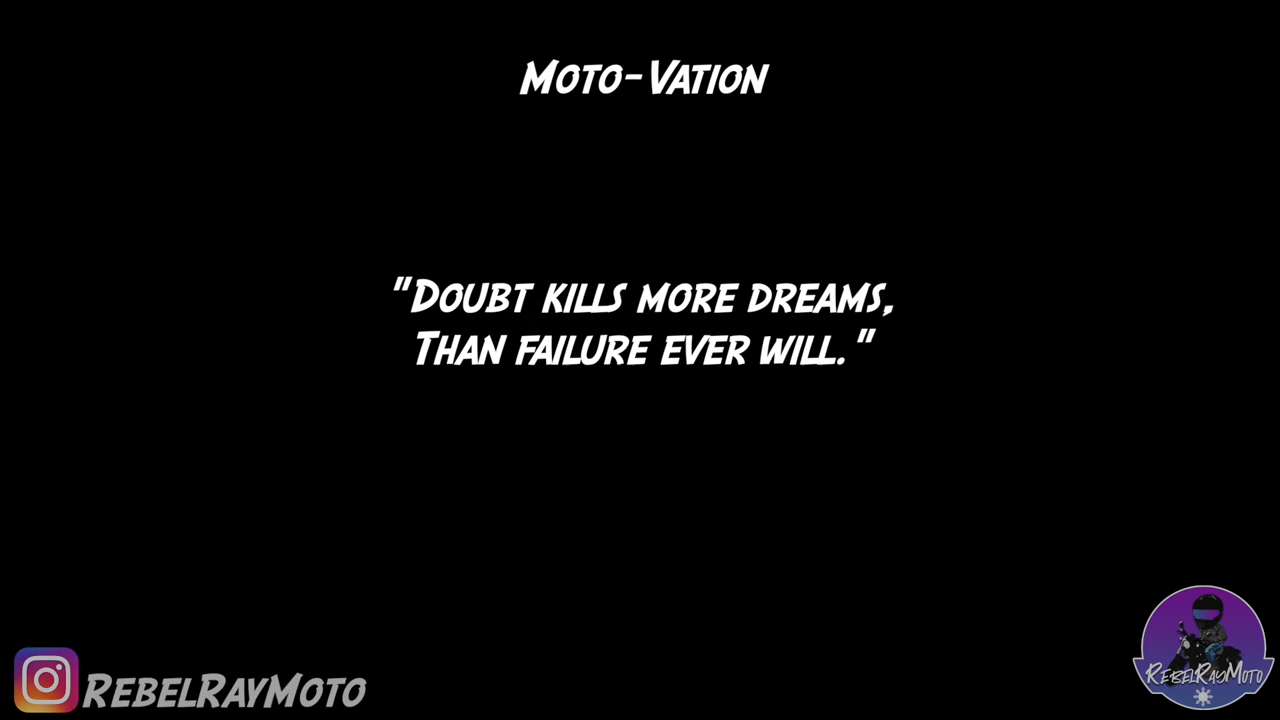 Moto-Vation
"Doubt kills more dreams,
Than failure ever will."
RebelRayMoto
RebelRayMoto